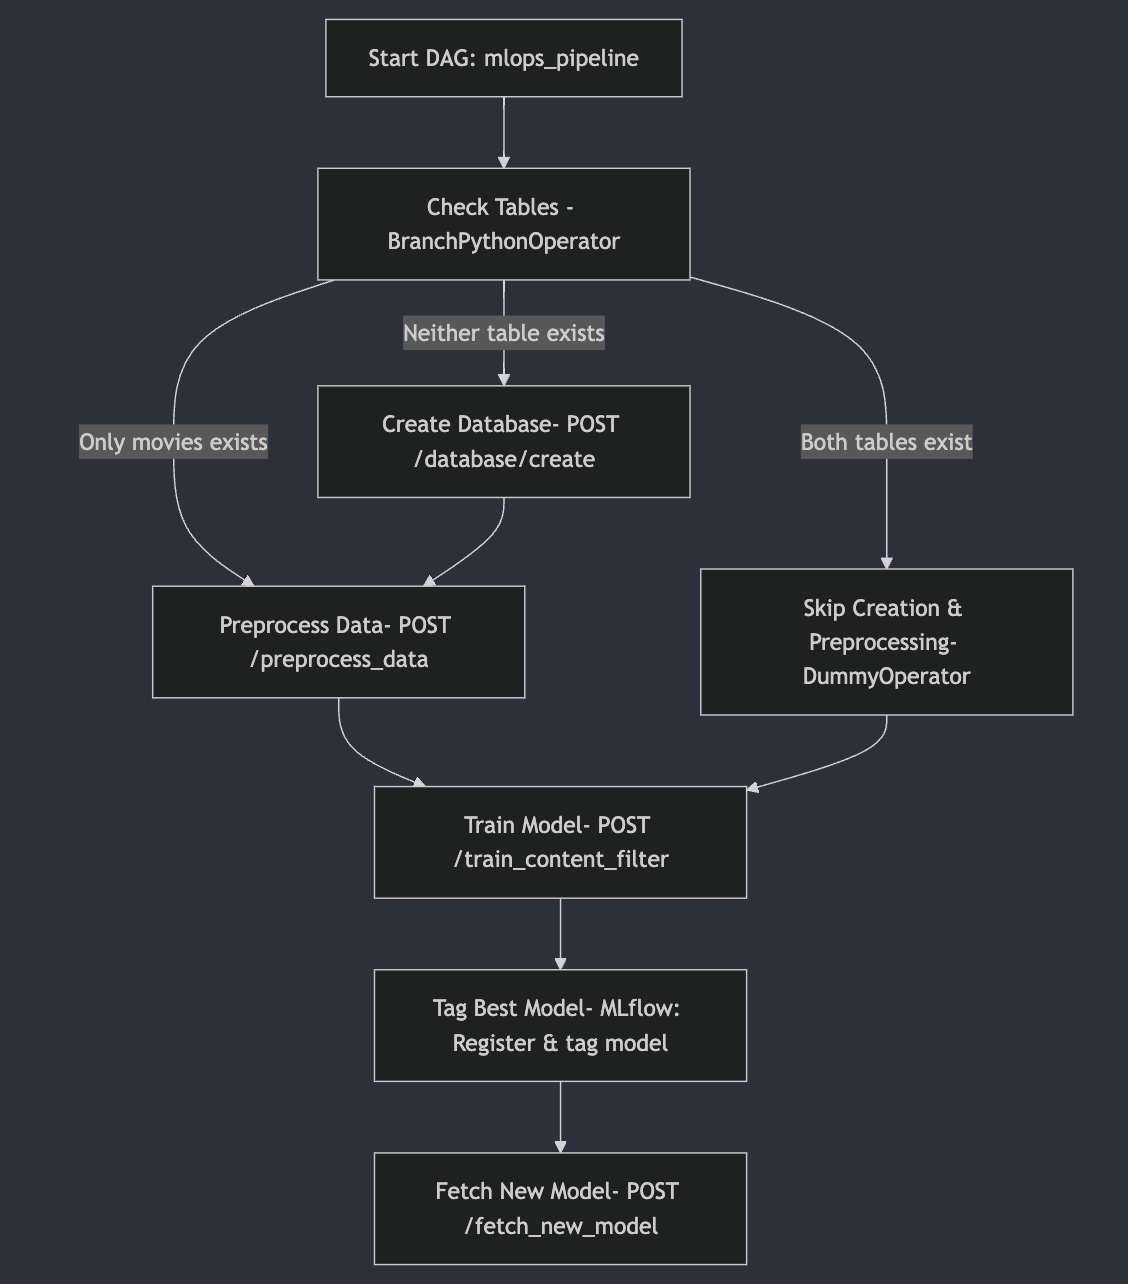 Start DAG: mlops_pipeline
Check Tables -
BranchPythonOperator
Neither table exists
Only movies exists
Both tables exist
Create Database- POST
/database/create
Preprocess Data- POST
/preprocess_data
Skip Creation &
Preprocessing-
DummyOperator
Train Model- POST
/train_content_filter
Tag Best Model- MLflow:
Register & tag model
Fetch New Model- POST
/fetch_new_model